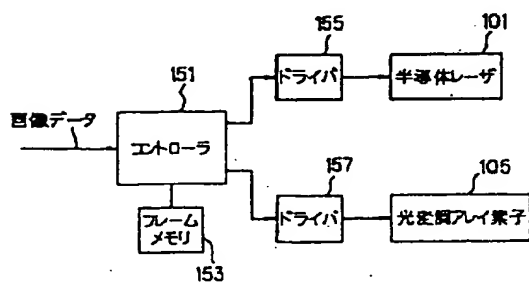 155
101
151
ドライバ
半導体レーザ
画像データ
コントローラ
157
105
フレーム
メモリ
ドライバ
光変調アレイ素子
153